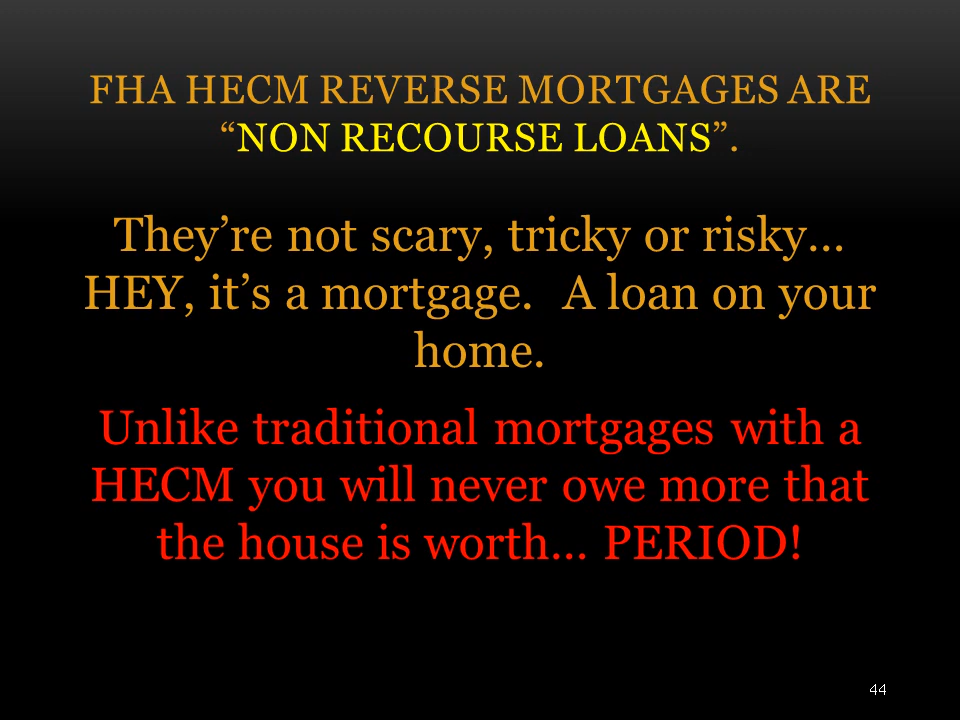 FHA HECM REVERSE MORTGAGES ARE
“NON RECOURSE LOANS”.
They’re not scary, tricky or risky…
HEY, it’s a mortgage.  A loan on your
home.
Unlike traditional mortgages with a
HECM you will never owe more that
the house is worth… PERIOD!
44